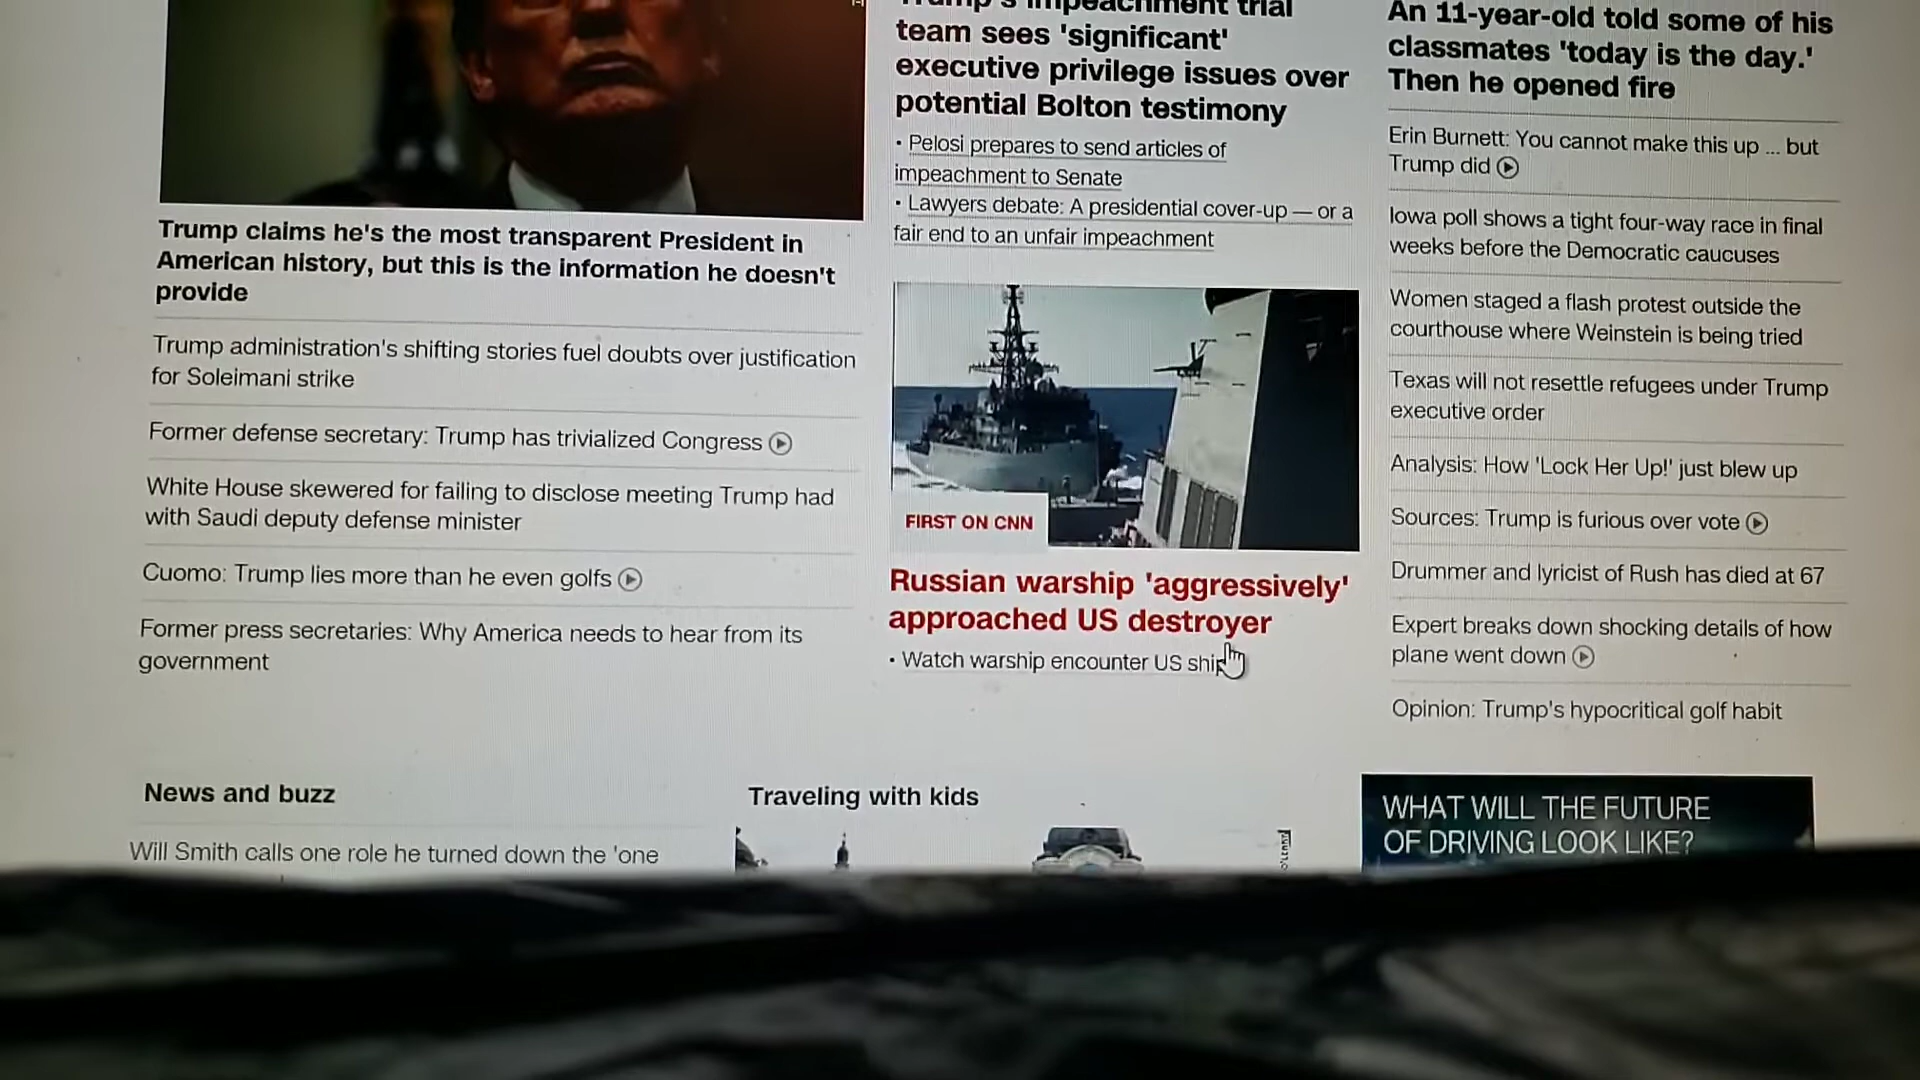 Trump claims he's the most transparent President in
American history, but this is the information he doesn't
provide
Trump administration's shifting stories fuel doubts over justification
for Soleimani strike
Former defense secretary: Trump has trivialized Congress
White House skewered for failing to disclose meeting Trump had
with Saudi deputy defense minister
Cuomo: Trump lies more than he even golfs
Former press secretaries: Why America needs to hear from its
government
Trump's impeachment trial
team sees 'significant'
executive privilege issues over
potential Bolton testimony
• Pelosi prepares to send articles of
impeachment to Senate
• Lawyers debate: A presidential cover-up — or a
fair end to an unfair impeachment
FIRST ON CNN
Russian warship 'aggressively'
approached US destroyer
• Watch warship encounter US ship
An 11-year-old told some of his
classmates 'today is the day.'
Then he opened fire
Erin Burnett: You cannot make this up ... but
Trump did
Iowa poll shows a tight four-way race in final
weeks before the Democratic caucuses
Women staged a flash protest outside the
courthouse where Weinstein is being tried
Texas will not resettle refugees under Trump
executive order
Analysis: How 'Lock Her Up!' just blew up
Sources: Trump is furious over vote
Drummer and lyricist of Rush has died at 67
Expert breaks down shocking details of how
plane went down
Opinion: Trump's hypocritical golf habit
News and buzz
Will Smith calls one role he turned down the 'one
Traveling with kids
WHAT WILL THE FUTURE
OF DRIVING LOOK LIKE?